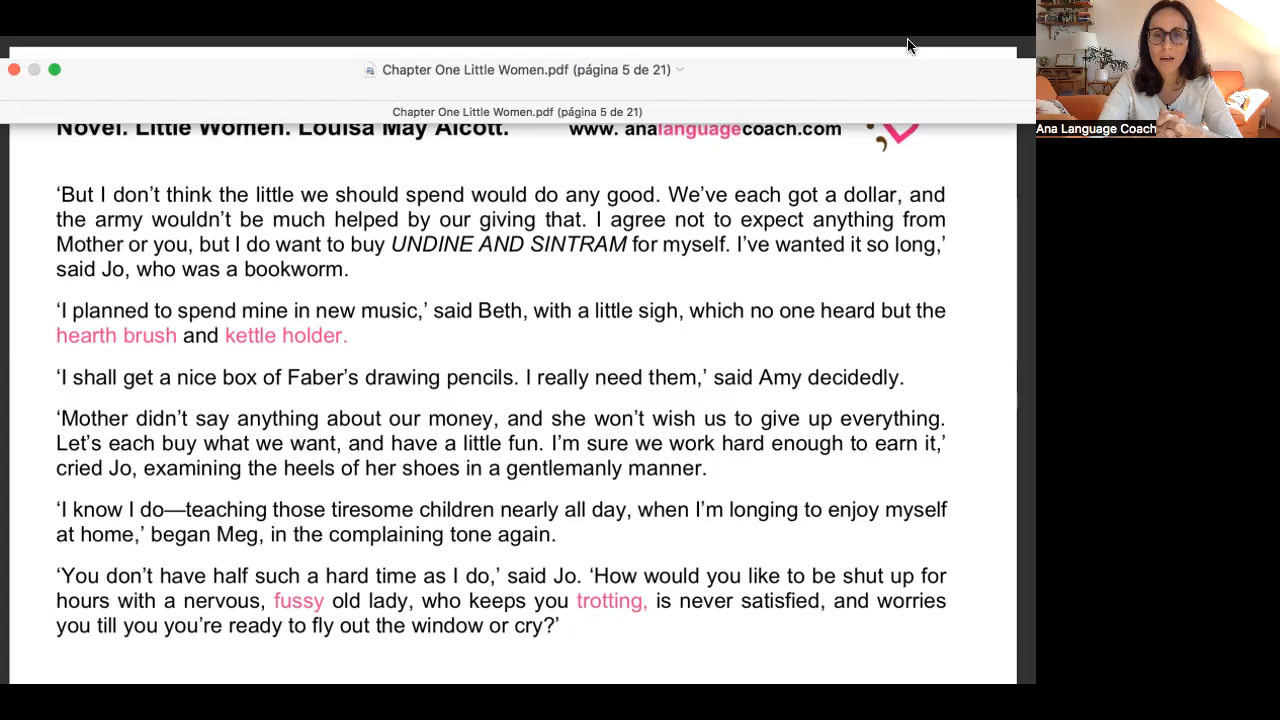 Chapter One Little Women.pdf (página 5 de 21)
Chapter One Little Women.pdf (página 5 de 21)
Novel. Little Women. Louisa May Alcott. www. analanguagecoach.com
Ana Language Coach
‘But I don’t think the little we should spend would do any good. We’ve each got a dollar, and
the army wouldn’t be much helped by our giving that. I agree not to expect anything from
Mother or you, but I do want to buy UNDINE AND SINTRAM for myself. I’ve wanted it so long,’
said Jo, who was a bookworm.
‘I planned to spend mine in new music,’ said Beth, with a little sigh, which no one heard but the
hearth brush and kettle holder.
‘I shall get a nice box of Faber’s drawing pencils. I really need them,’ said Amy decidedly.
‘Mother didn’t say anything about our money, and she won’t wish us to give up everything.
Let’s each buy what we want, and have a little fun. I’m sure we work hard enough to earn it,’
cried Jo, examining the heels of her shoes in a gentlemanly manner.
‘I know I do—teaching those tiresome children nearly all day, when I’m longing to enjoy myself
at home,’ began Meg, in the complaining tone again.
‘You don’t have half such a hard time as I do,’ said Jo. ‘How would you like to be shut up for
hours with a nervous, fussy old lady, who keeps you trotting, is never satisfied, and worries
you till you you’re ready to fly out the window or cry?’